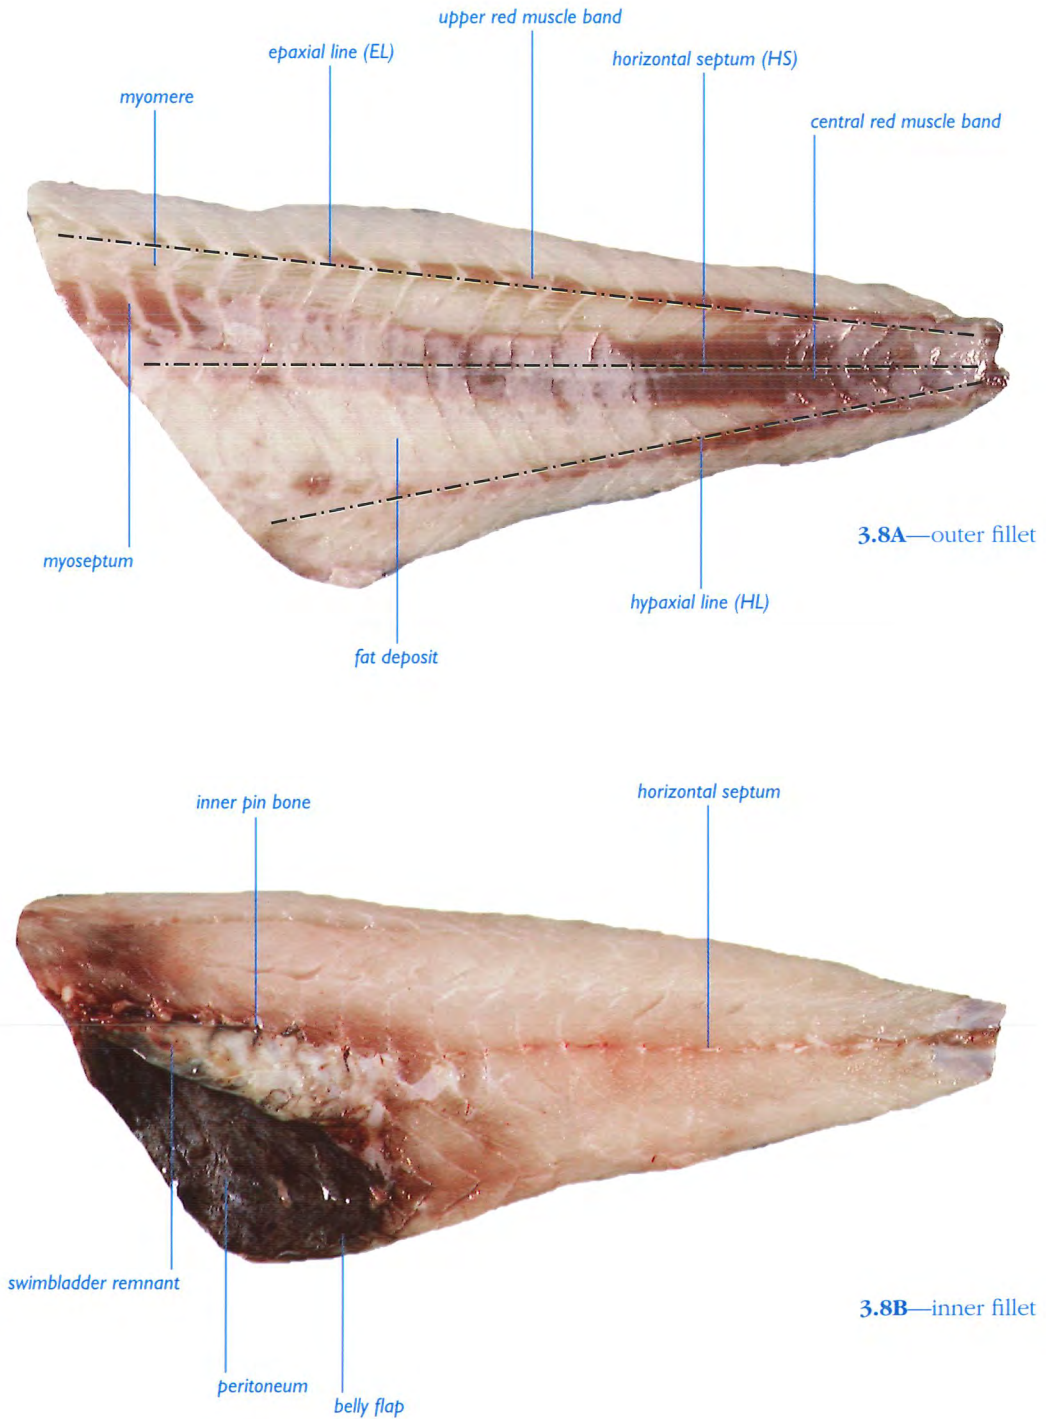 upper red muscle band
epaxial line (EL)
horizontal septum (HS)
myomere
central red muscle band
3.8A—outer fillet
myoseptum
hypaxial line (HL)
fat deposit
horizontal septum
inner pin bone
swimbladder remnant
3.8B—inner fillet
peritoneum
belly flap